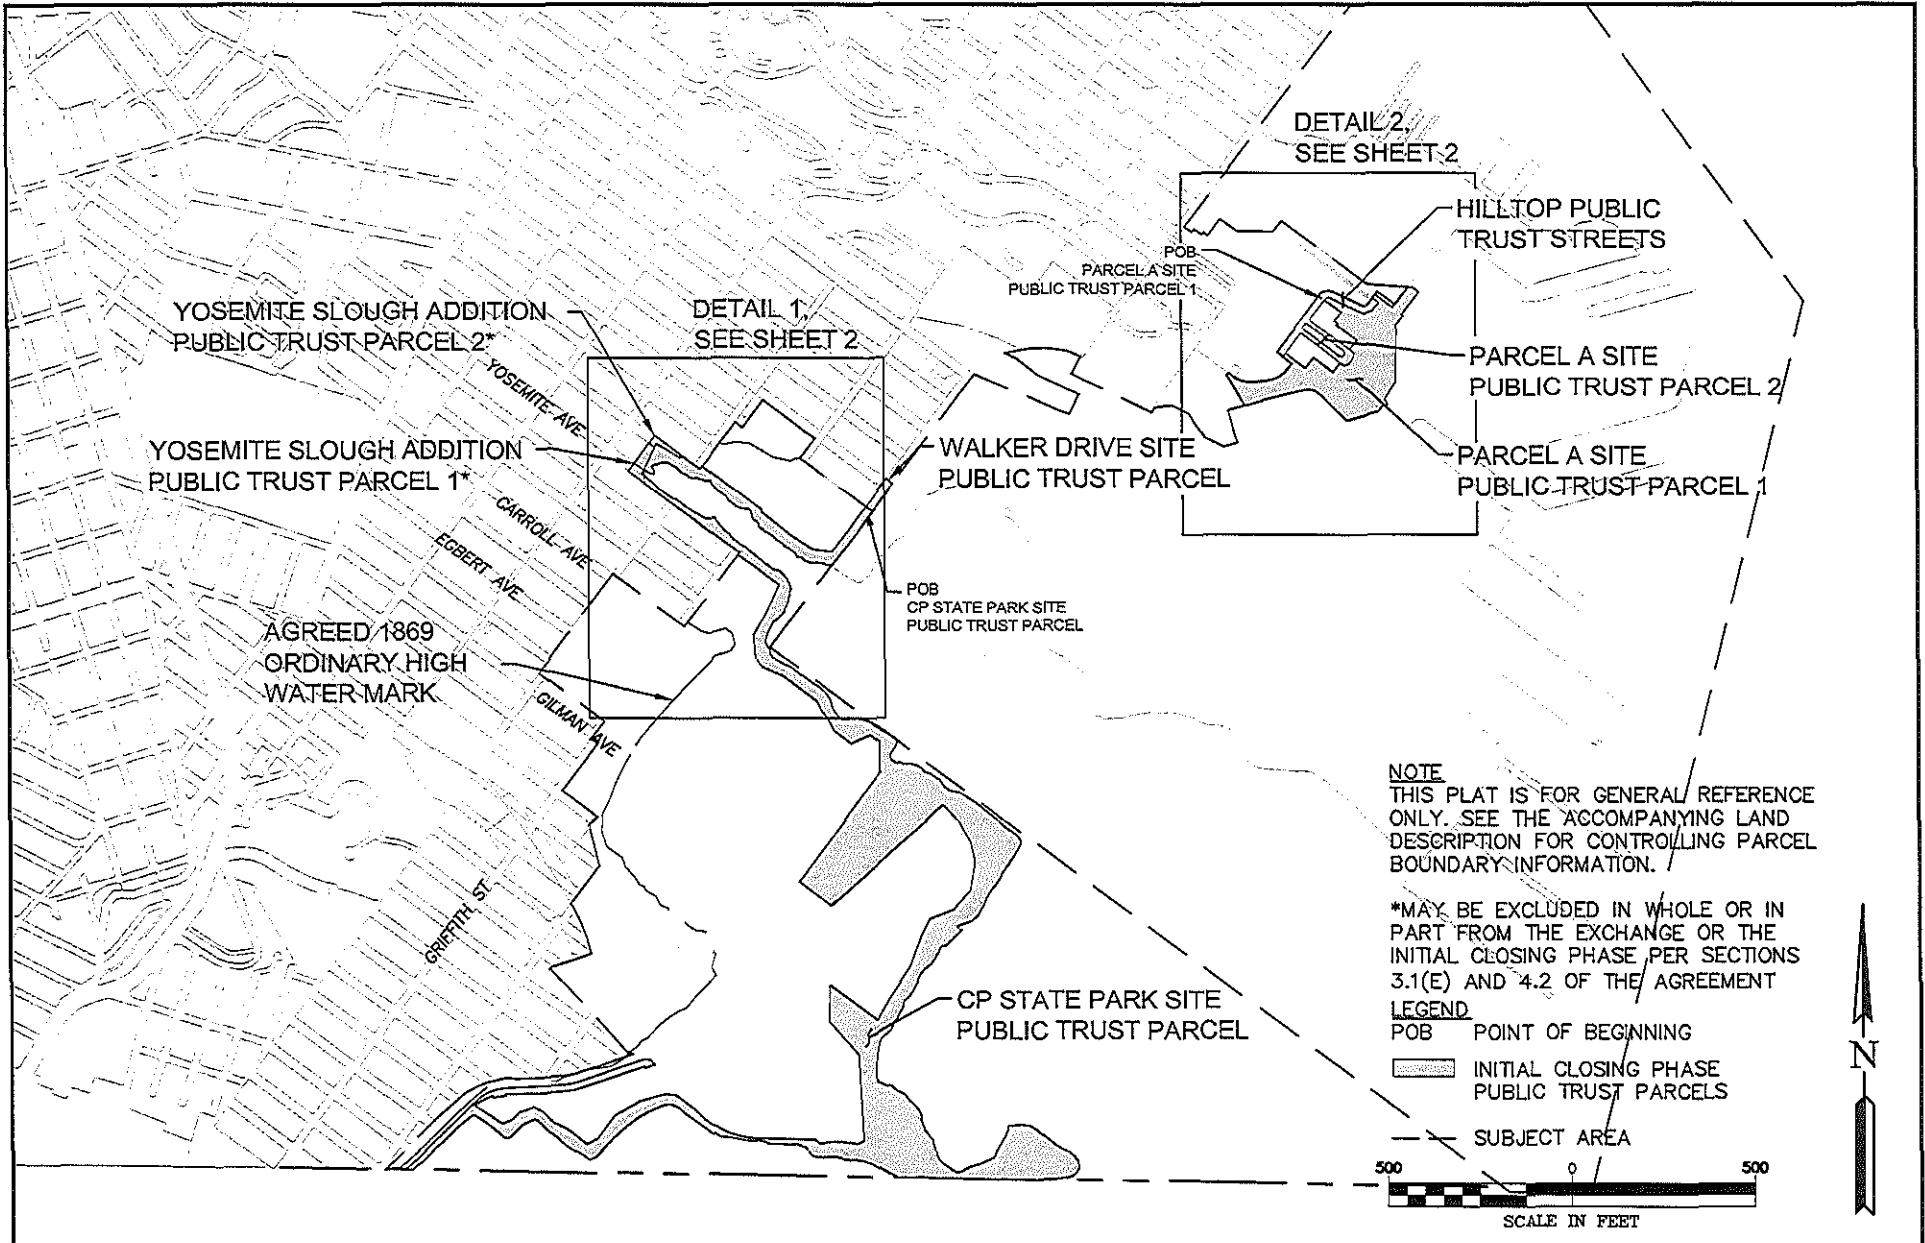 DETAIL 2,
SEE SHEET 2
HILLTOP PUBLIC
TRUST STREETS
POB
PARCEL A SITE
PUBLIC TRUST PARCEL 1
YOSEMITE SLOUGH ADDITION
PUBLIC TRUST PARCEL 2*
DETAIL 1,
SEE SHEET 2
PARCEL A SITE
PUBLIC TRUST PARCEL 2
YOSEMITE AVE
YOSEMITE SLOUGH ADDITION
PUBLIC TRUST PARCEL 1*
WALKER DRIVE SITE
PUBLIC TRUST PARCEL
PARCEL A SITE
PUBLIC TRUST PARCEL 1
CARROLL AVE
EGBERT AVE
POB
CP STATE PARK SITE
PUBLIC TRUST PARCEL
AGREED 1869
ORDINARY HIGH
WATER MARK
GILMAN AVE
NOTE
THIS PLAT IS FOR GENERAL REFERENCE
ONLY. SEE THE ACCOMPANYING LAND
DESCRIPTION FOR CONTROLLING PARCEL
BOUNDARY INFORMATION.
*MAY BE EXCLUDED IN WHOLE OR IN
PART FROM THE EXCHANGE OR THE
INITIAL CLOSING PHASE PER SECTIONS
3.1(E) AND 4.2 OF THE AGREEMENT
GRIFFITH ST
CP STATE PARK SITE
PUBLIC TRUST PARCEL
LEGEND
POB POINT OF BEGINNING
INITIAL CLOSING PHASE
PUBLIC TRUST PARCELS
SUBJECT AREA
N
500 0 500
SCALE IN FEET